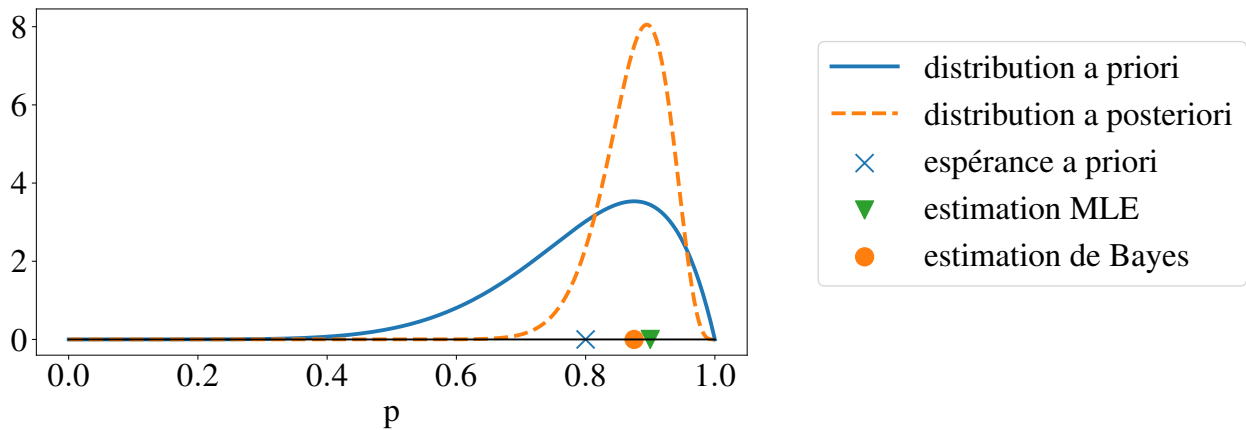 8
6
4
2
0
0.0 0.2 0.4 0.6 0.8 1.0
p
distribution a priori
distribution a posteriori
espérance a priori
estimation MLE
estimation de Bayes